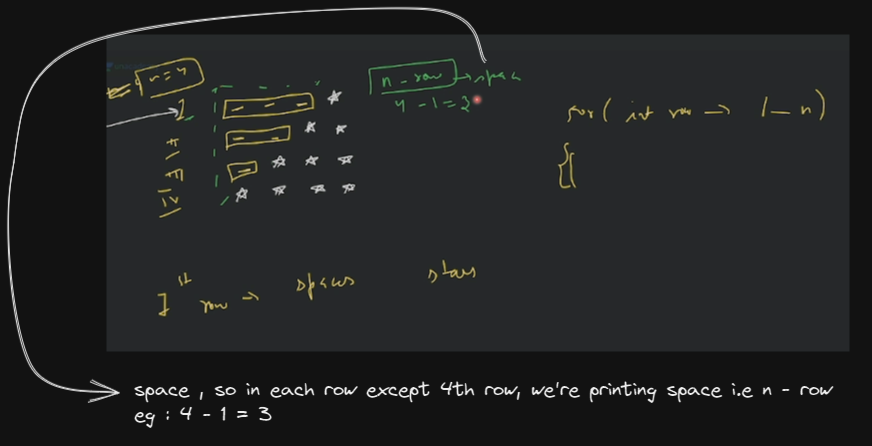 n = 4
n - row → space
4 - 1 = 3
I
II
III
IV
for ( int row → 1 — n )
{
Ist row → spaces stars
space , so in each row except 4th row, we're printing space i.e n - row
eg : 4 - 1 = 3